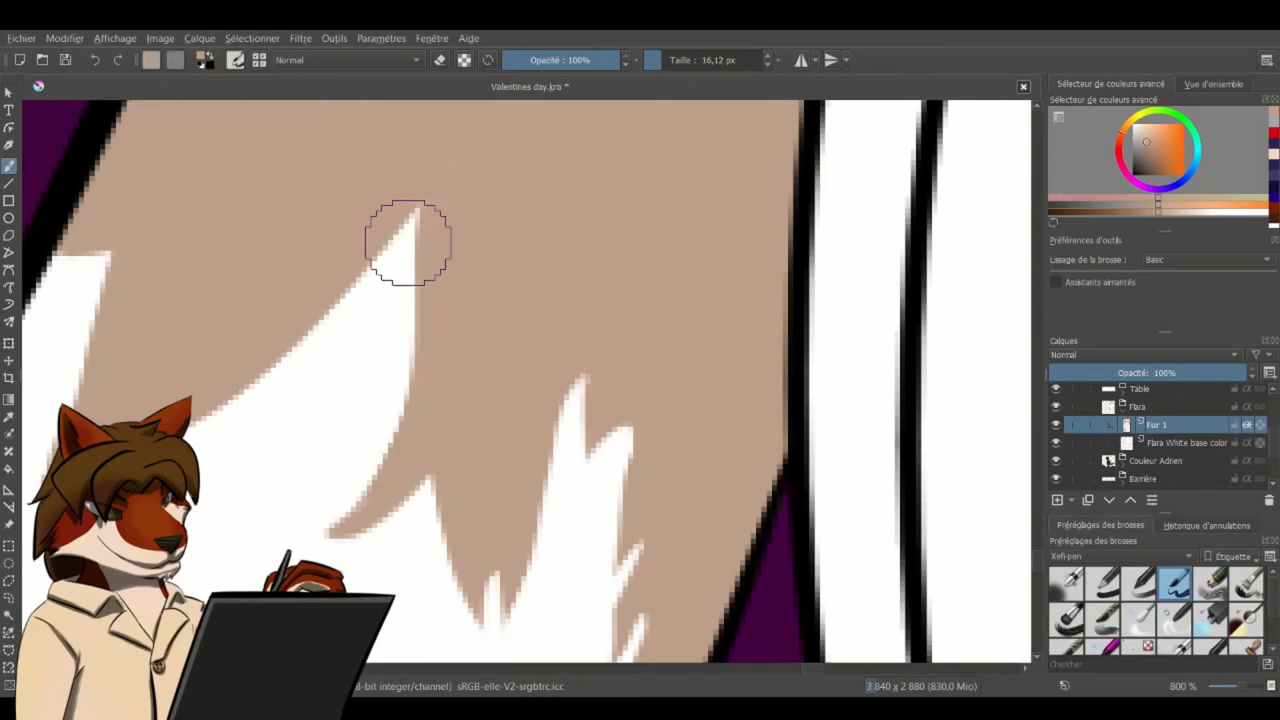 Fichier Modifier Affichage Image Calque Sélectionner Filtre Outils Paramètres Fenêtre Aide
Normal Opacité : 100% Taille : 16,12 px
Valentines day.kra *
Sélecteur de couleurs avancé Vue d'ensemble
Sélecteur de couleurs avancé
Préférences d'outils
Lissage de la brosse : Basic
Assistants aimantés
Calques
Normal
Opacité: 100%
Table
Flara
Fur 1
Flara White base color
Couleur Adren
Barrière
Préréglages des brosses Historique d'annulations
Préréglages des brosses
Xefi-pen Étiquette
Chercher
8-bit integer/channel) sRGB-elle-V2-srgbtrc.icc 3 840 x 2 880 (830,0 Mio) 800 %